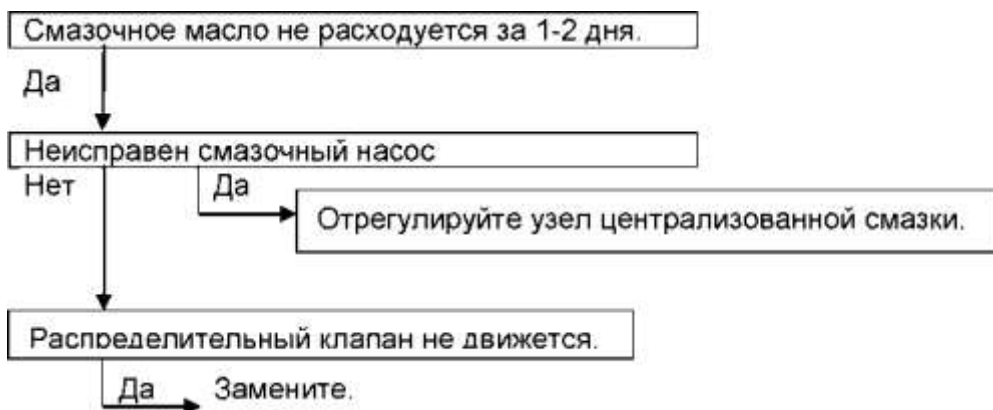 Смазочное масло не расходуется за 1-2 дня.
Да
Неисправен смазочный насос
Нет Да
Отрегулируйте узел централизованной смазки.
Распределительный клапан не движется.
Да Замените.